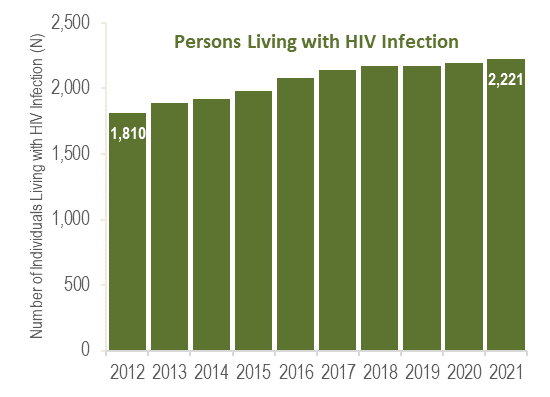 Persons Living with HIV Infection
Number of Individuals Living with HIV Infection (N)
2,500
2,000
1,500
1,000
500
0
1,810
2,221
2012 2013 2014 2015 2016 2017 2018 2019 2020 2021